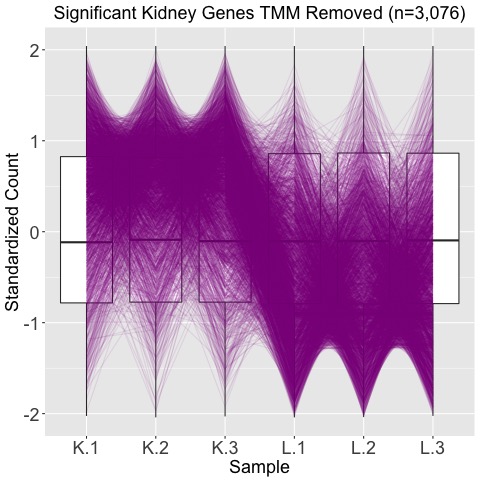 Significant Kidney Genes TMM Removed (n=3,076)
Standardized Count
2
1
0
-1
-2
K.1 K.2 K.3 L.1 L.2 L.3
Sample